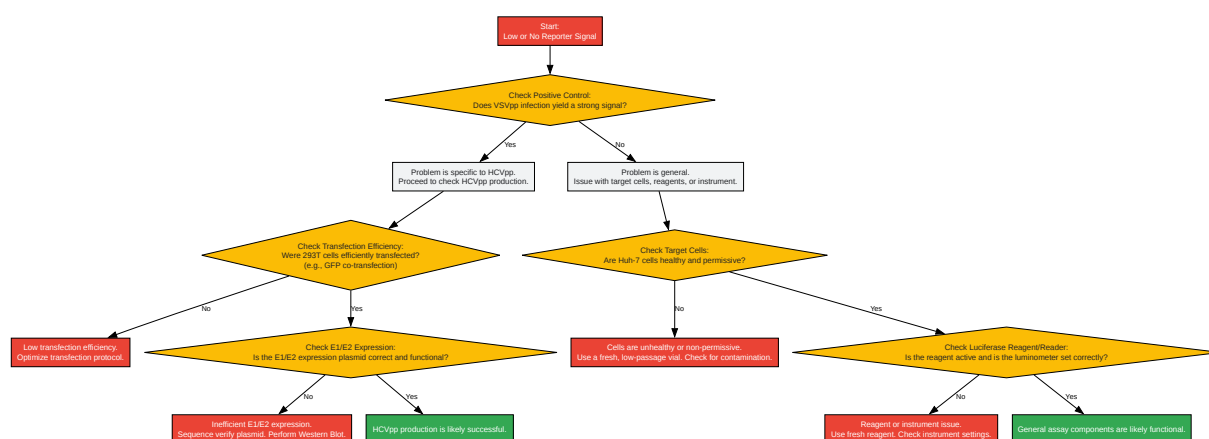 Start:
Low or No Reporter Signal
Check Positive Control:
Does VSVpp infection yield a strong signal?
Yes
No
Problem is specific to HCVpp.
Proceed to check HCVpp production.
Problem is general.
Issue with target cells, reagents, or instrument.
Check Transfection Efficiency:
Were 293T cells efficiently transfected?
(e.g., GFP co-transfection)
Check Target Cells:
Are Huh-7 cells healthy and permissive?
No
Yes
No
Yes
Low transfection efficiency.
Optimize transfection protocol.
Check E1/E2 Expression:
Is the E1/E2 expression plasmid correct and functional?
Cells are unhealthy or non-permissive.
Use a fresh, low-passage vial. Check for contamination.
Check Luciferase Reagent/Reader:
Is the reagent active and is the luminometer set correctly?
No
Yes
No
Yes
Inefficient E1/E2 expression.
Sequence verify plasmid. Perform Western Blot.
HCVpp production is likely successful.
Reagent or instrument issue.
Use fresh reagent. Check instrument settings.
General assay components are likely functional.